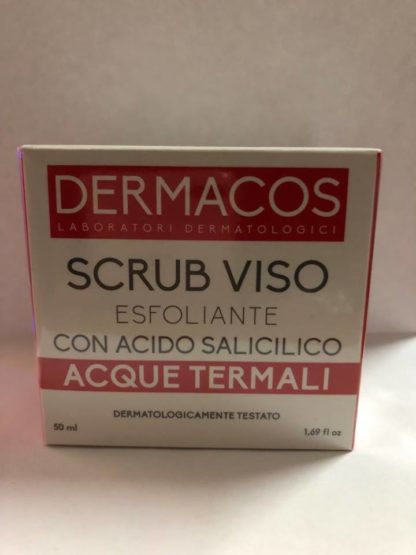 DERMACOS
LABORATORI DERMATOLOGICI
SCRUB VISO
ESFOLIANTE
CON ACIDO SALICILICO
ACQUE TERMALI
DERMATOLOGICAMENTE TESTATO
50 ml 1,69 fl oz